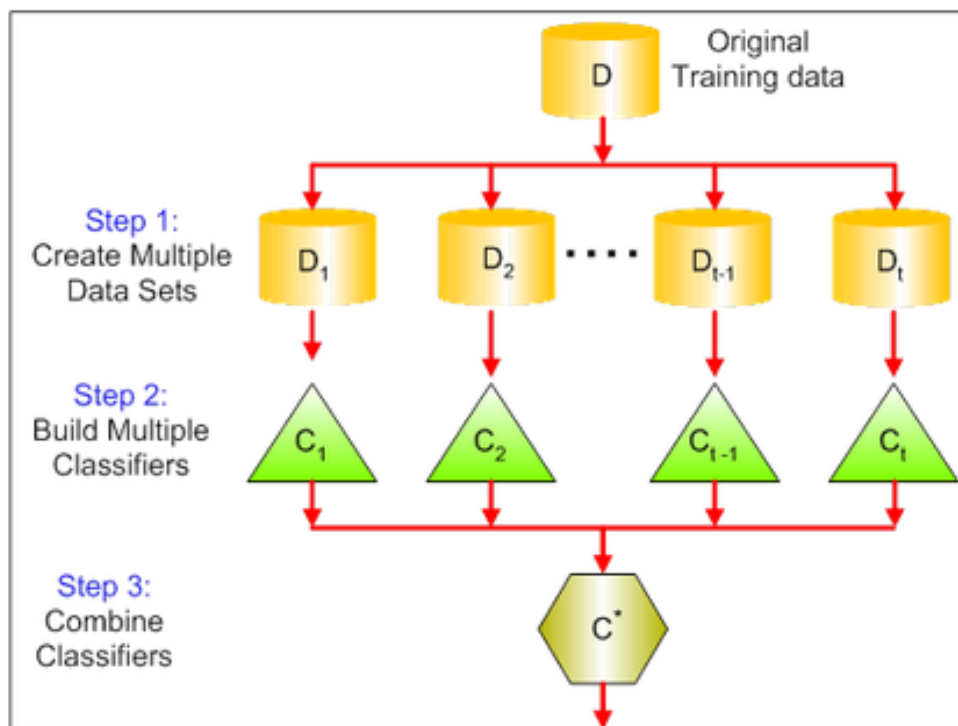 D
Original
Training data
Step 1:
Create Multiple
Data Sets
D₁
D₂
....
Dₜ₋₁
Dₜ
Step 2:
Build Multiple
Classifiers
C₁
C₂
Cₜ₋₁
Cₜ
Step 3:
Combine
Classifiers
C*